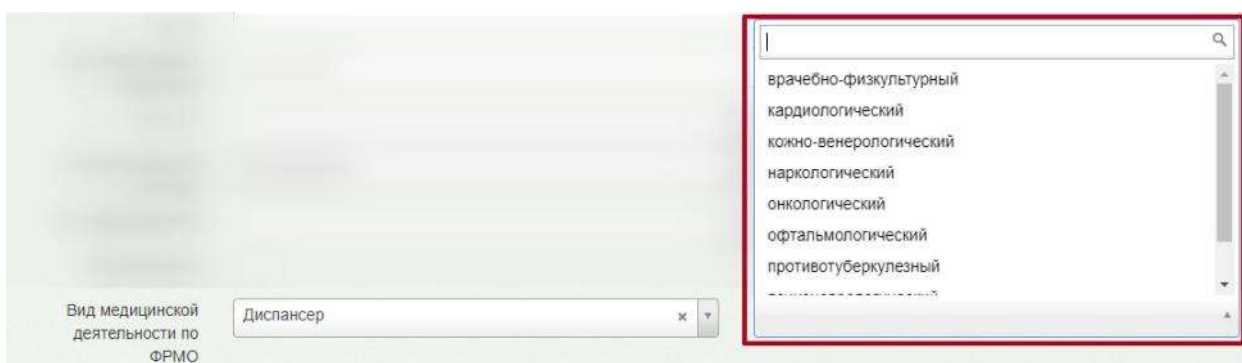 врачебно-физкультурный
кардиологический
кожно-венерологический
наркологический
онкологический
офтальмологический
противотуберкулезный
Вид медицинской
деятельности по
ФРМО
Диспансер